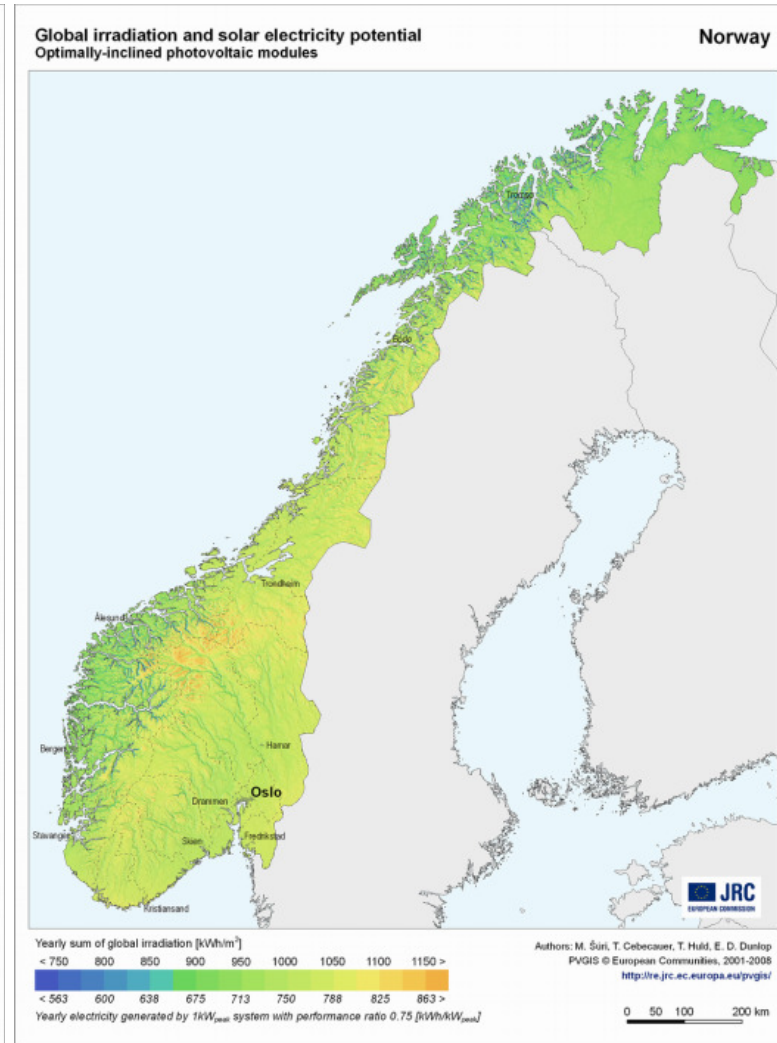 Global irradiation and solar electricity potential
Optimally-inclined photovoltaic modules
Norway
Tromsø
Bodø
Trondheim
Ålesund
Bergen
Hamar
Oslo
Drammen
Stavanger
Skien
Fredrikstad
Kristiansand
JRC
EUROPEAN COMMISSION
Yearly sum of global irradiation [kWh/m²]
< 750 800 850 900 950 1000 1050 1100 1150 >
< 563 600 638 675 713 750 788 825 863 >
Yearly electricity generated by 1kWpeak system with performance ratio 0.75 [kWh/kWpeak]
Authors: M. Šúri, T. Cebecauer, T. Huld, E. D. Dunlop
PVGIS © European Communities, 2001-2008
http://re.jrc.ec.europa.eu/pvgis/
0 50 100 200 km